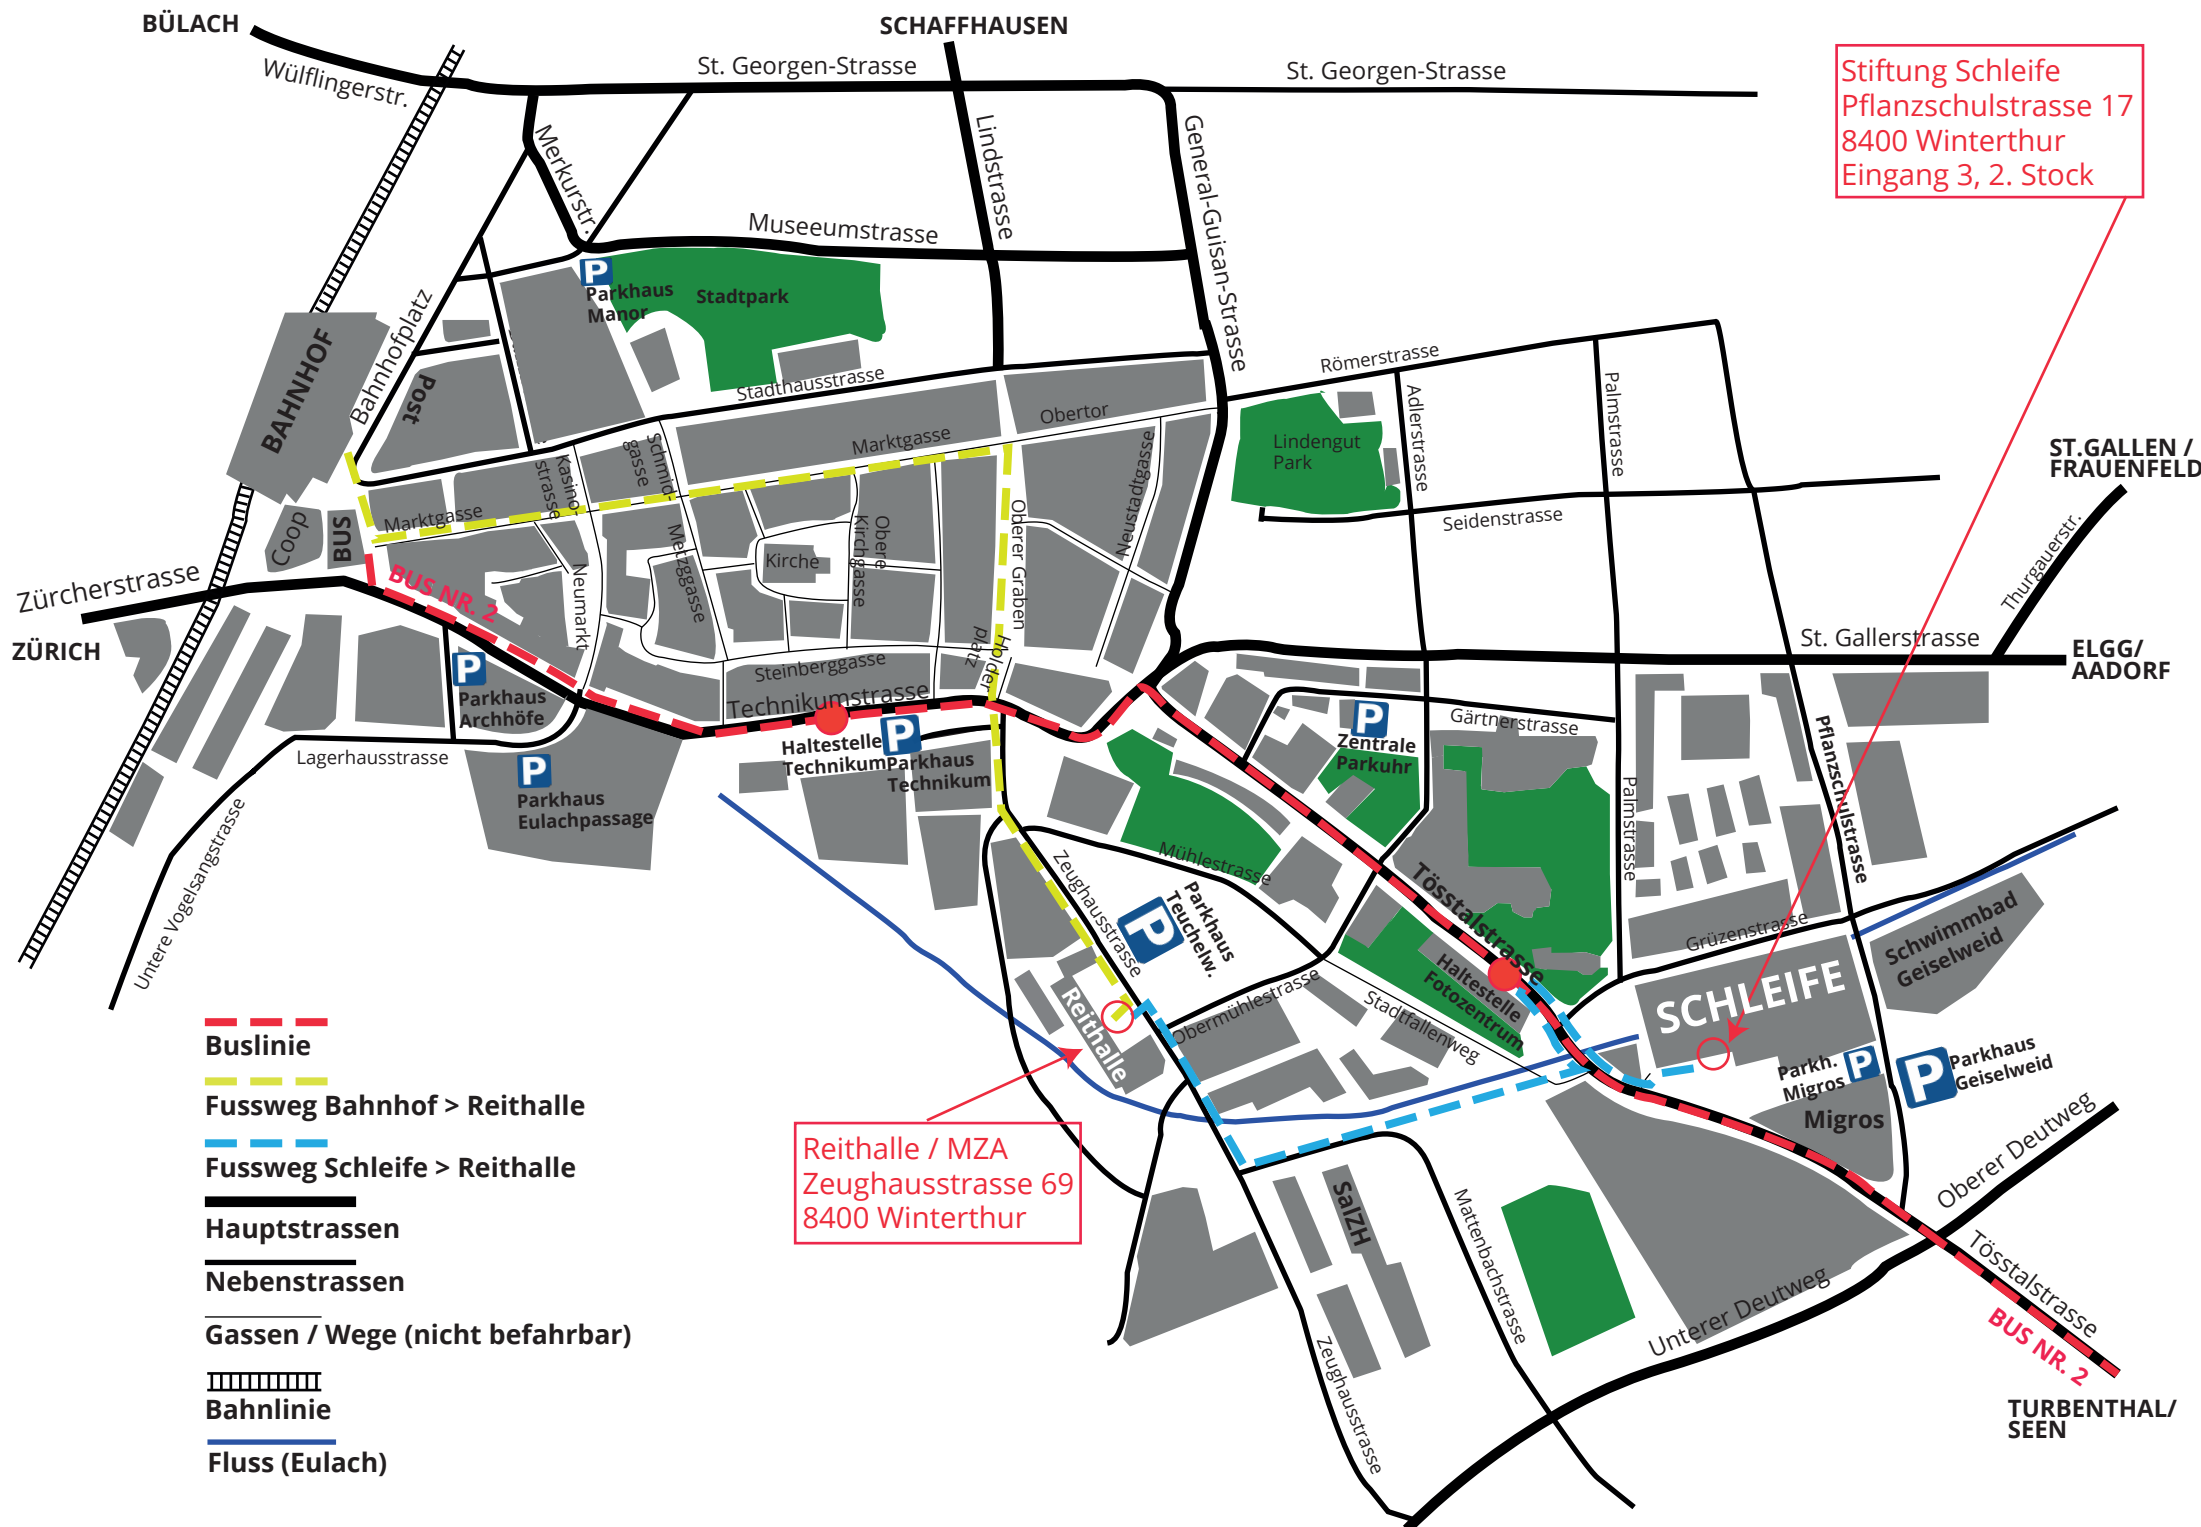 BÜLACH
SCHAFFHAUSEN
Wülflingerstr.
St. Georgen-Strasse
St. Georgen-Strasse
Stiftung Schleife
Pflanzschulstrasse 17
8400 Winterthur
Eingang 3, 2. Stock
Merkurstr.
Lindstrasse
General-Guisan-Strasse
Museeumstrasse
P
Parkhaus
Manor
Stadtpark
BAHNHOF
Bahnhofplatz
Post
Stadthausstrasse
Römerstrasse
Adlerstrasse
Palmstrasse
Obertor
Marktgasse
Lindengut
Park
Schmid-
gasse
Kasino-
strasse
Neustadtgasse
ST.GALLEN /
FRAUENFELD
Thurgauerstr.
Seidenstrasse
Coop
BUS
Marktgasse
Metzggasse
Kirche
Obere
Kirchgasse
Oberer Graben
Zürcherstrasse
BUS NR. 2
Neumarkt
ZÜRICH
Steinberggasse
Holder-
platz
St. Gallerstrasse
ELGG/
AADORF
P
Parkhaus
Archhöfe
Technikumstrasse
Haltestelle
Technikum
P
Parkhaus
Technikum
P
Zentrale
Parkuhr
Gärtnerstrasse
Pflanzschulstrasse
Lagerhausstrasse
P
Parkhaus
Eulachpassage
Untere Vogelsangstrasse
Palmstrasse
Mühlestrasse
Zeughausstrasse
P
Parkhaus
Teuchelw.
Tösstalstrasse
Grüzenstrasse
Schwimmbad
Geiselweid
Haltestelle
Fotozentrum
SCHLEIFE
Reithalle
Obermühlestrasse
Stadtfallenweg
Parkh.
Migros
P
P
Parkhaus
Geiselweid
Migros
Buslinie
Fussweg Bahnhof > Reithalle
Fussweg Schleife > Reithalle
Hauptstrassen
Nebenstrassen
Gassen / Wege (nicht befahrbar)
Bahnlinie
Fluss (Eulach)
Reithalle / MZA
Zeughausstrasse 69
8400 Winterthur
SalZH
Mattenbachstrasse
Zeughausstrasse
Oberer Deutweg
Unterer Deutweg
Tösstalstrasse
BUS NR. 2
TURBENTHAL/
SEEN